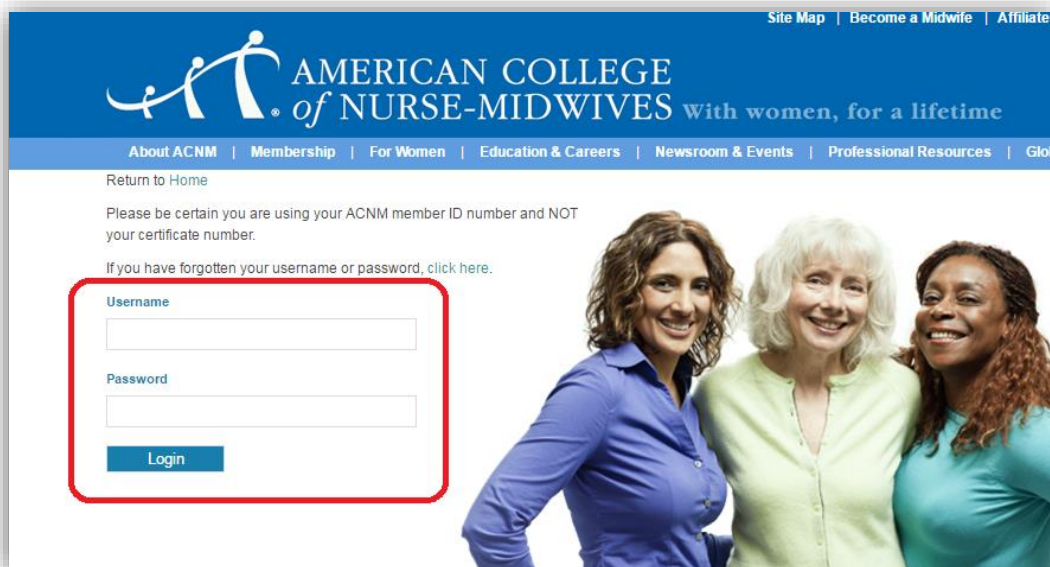 Site Map | Become a Midwife | Affiliate
AMERICAN COLLEGE
of NURSE-MIDWIVES With women, for a lifetime
About ACNM | Membership | For Women | Education & Careers | Newsroom & Events | Professional Resources | Glo
Return to Home
Please be certain you are using your ACNM member ID number and NOT
your certificate number.
If you have forgotten your username or password, click here.
Username
Password
Login